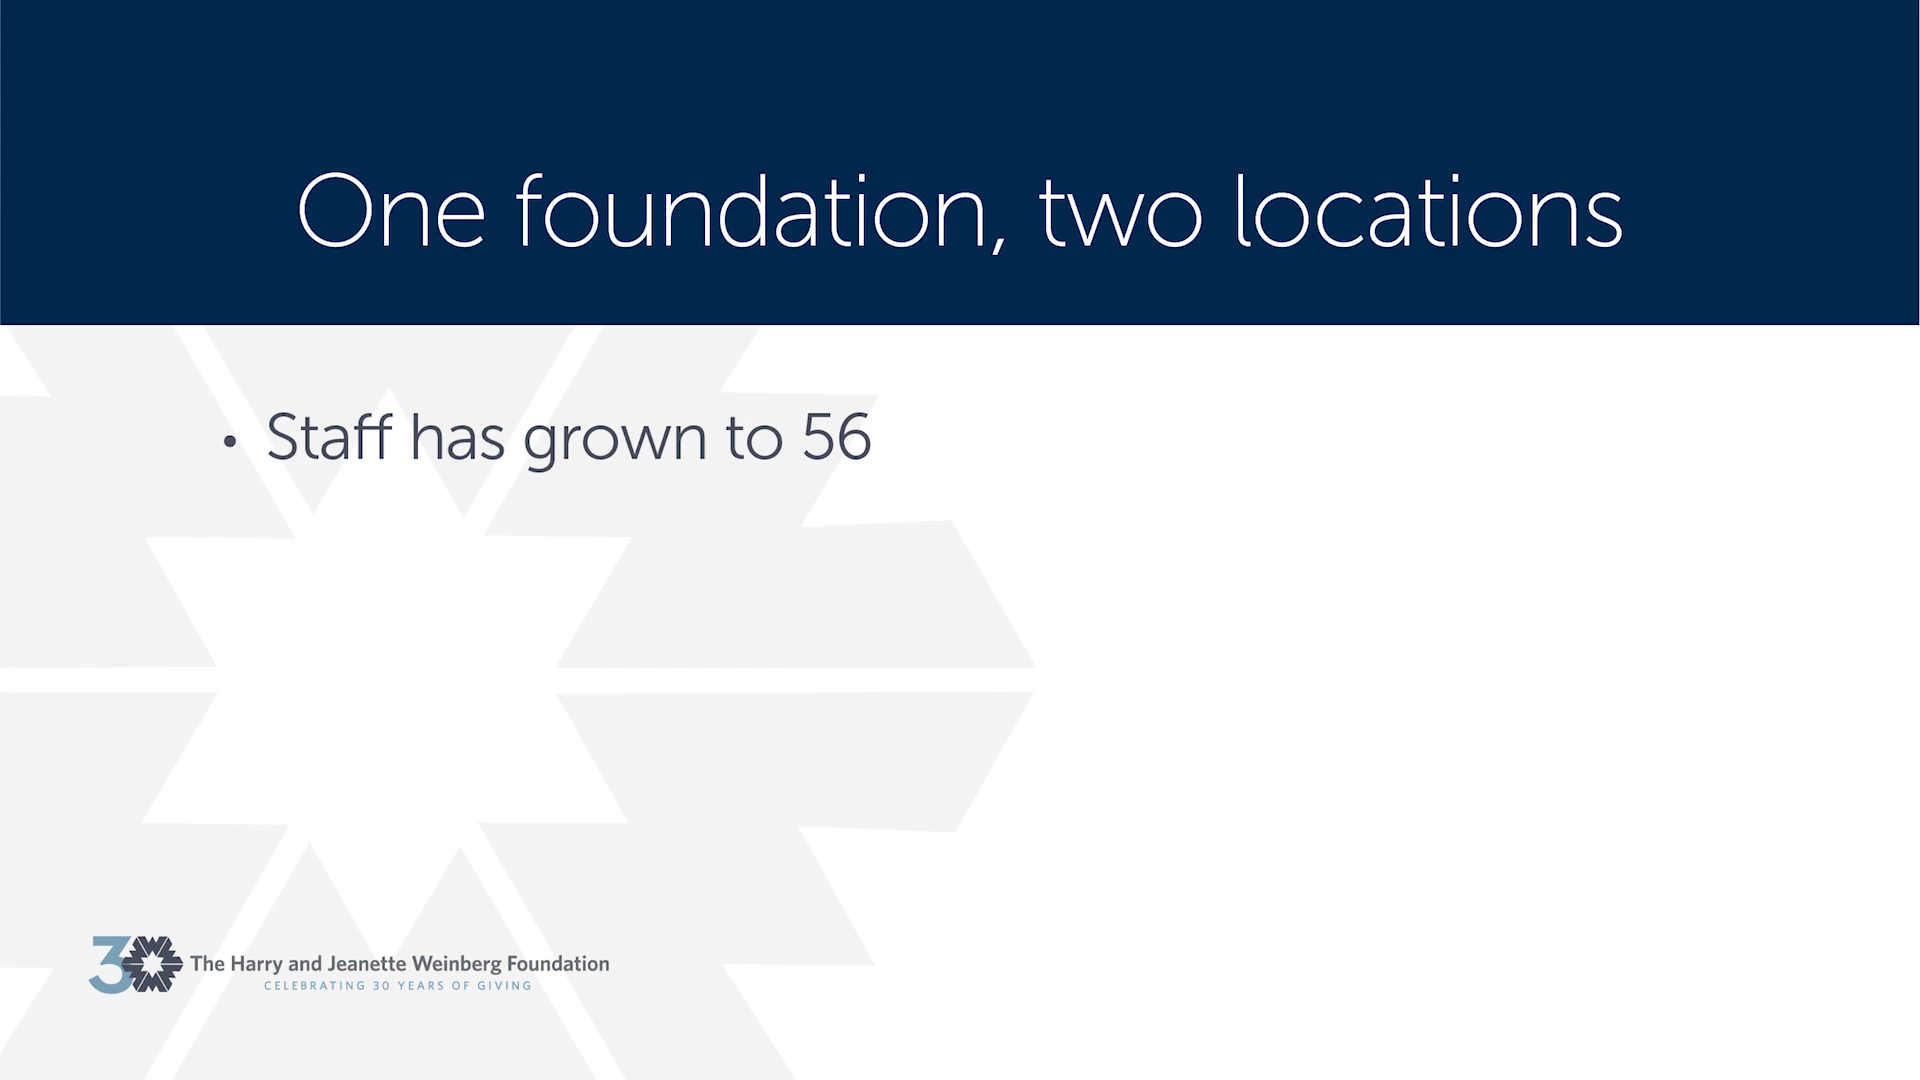 One foundation, two locations
• Staff has grown to 56
30 The Harry and Jeanette Weinberg Foundation
CELEBRATING 30 YEARS OF GIVING